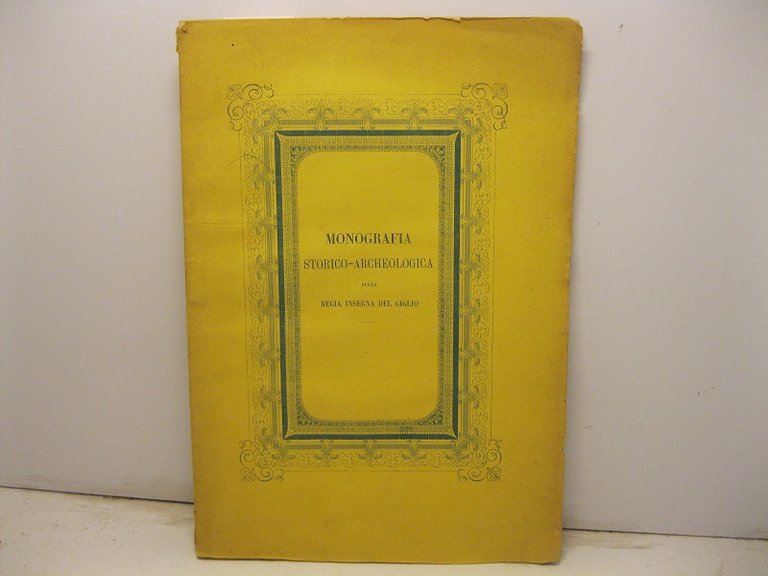 MONOGRAFIA
STORICO-ARCHEOLOGICA
SULLA
REGIA INSEGNA DEL GIGLIO